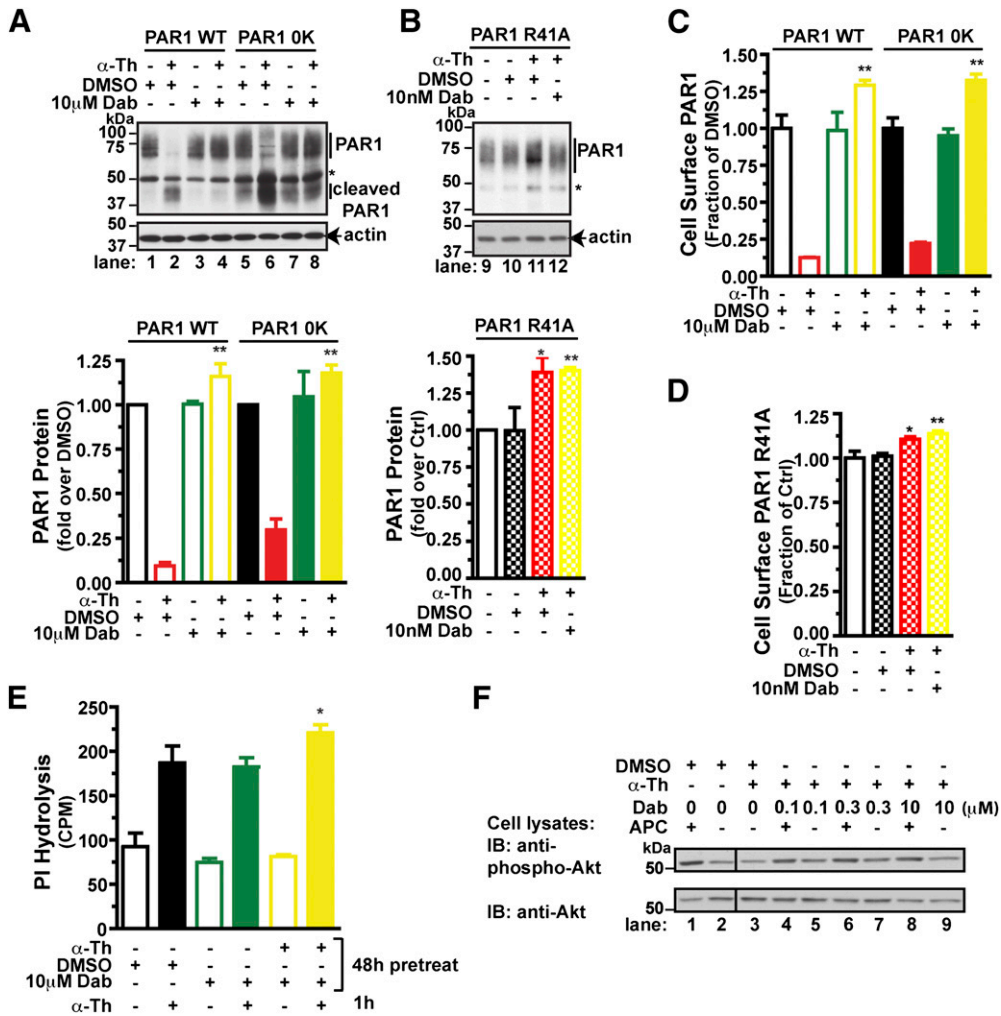 A
PAR1 WT PAR1 0K
α-Th - + - + - + - +
DMSO + + - - + + - -
10μM Dab - - + + - - + +
kDa
100
75
50
37
PAR1
*
cleaved
PAR1
50
37
actin
lane: 1 2 3 4 5 6 7 8
PAR1 WT PAR1 0K
PAR1 Protein
(fold over DMSO)
1.25
1.00
0.75
0.50
0.25
0.00
** **
α-Th - + - + - + - +
DMSO + + - - + + - -
10μM Dab - - + + - - + +
B
PAR1 R41A
α-Th - - + +
DMSO - + + -
10nM Dab - - - +
kDa
100
75
50
37
PAR1
*
50
37
actin
lane: 9 10 11 12
PAR1 R41A
PAR1 Protein
(fold over Ctrl)
1.50
1.25
1.00
0.75
0.50
0.25
0.00
* **
α-Th - - + +
DMSO - + + -
10nM Dab - - - +
C
PAR1 WT PAR1 0K
Cell Surface PAR1
(Fraction of DMSO)
1.50
1.25
1.00
0.75
0.50
0.25
0.00
** **
α-Th - + - + - + - +
DMSO + + - - + + - -
10μM Dab - - + + - - + +
D
Cell Surface PAR1 R41A
(Fraction of Ctrl)
1.25
1.00
0.75
0.50
0.25
0.00
* **
α-Th - - + +
DMSO - + + -
10nM Dab - - - +
E
PI Hydrolysis
(CPM)
250
200
150
100
50
0
*
α-Th - - - - + +
DMSO + + - - - -
10μM Dab - - + + + +
48h pretreat
α-Th - + - + - +
1h
F
DMSO + + + - - - - - -
α-Th - - + + + + + + +
Dab 0 0 0 0.1 0.1 0.3 0.3 10 10 (μM)
Cell lysates:
APC + - - + - + - + -
IB: anti-
phospho-Akt
kDa
50
IB: anti-Akt
50
lane: 1 2 3 4 5 6 7 8 9